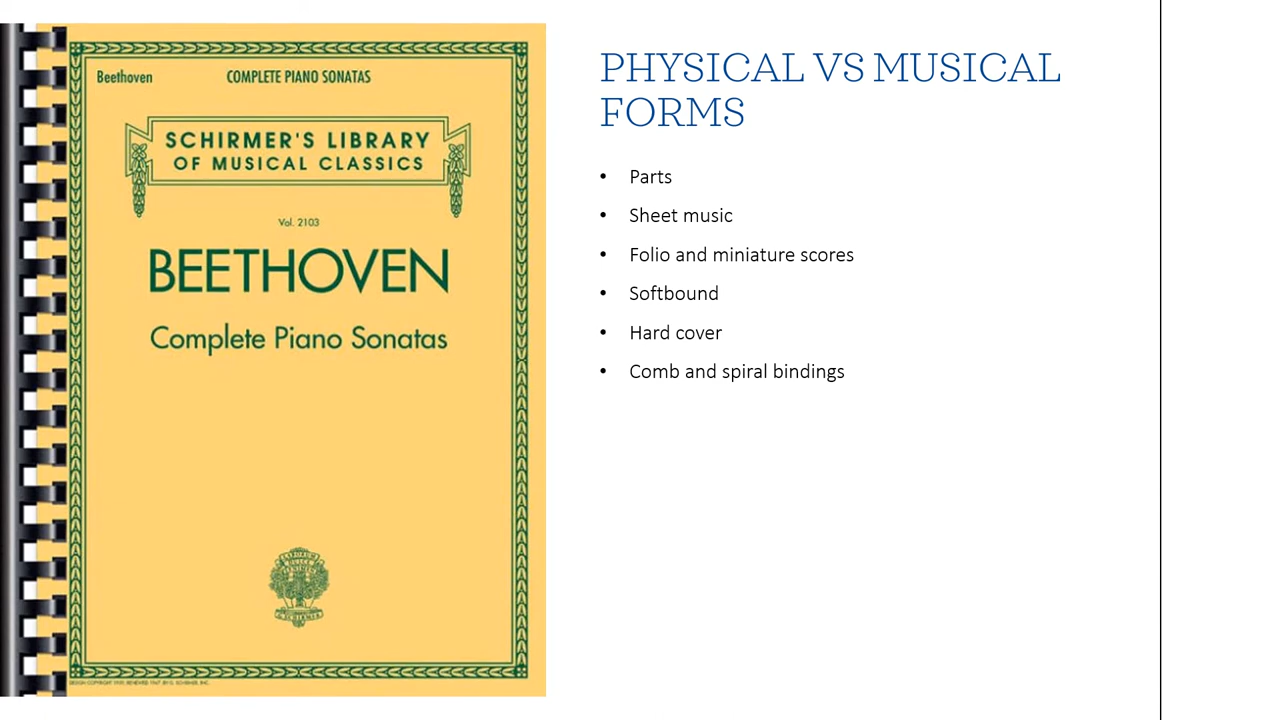 Beethoven COMPLETE PIANO SONATAS
SCHIRMER'S LIBRARY
OF MUSICAL CLASSICS
Vol. 2103
BEETHOVEN
Complete Piano Sonatas
PHYSICAL VS MUSICAL
FORMS
• Parts
• Sheet music
• Folio and miniature scores
• Softbound
• Hard cover
• Comb and spiral bindings